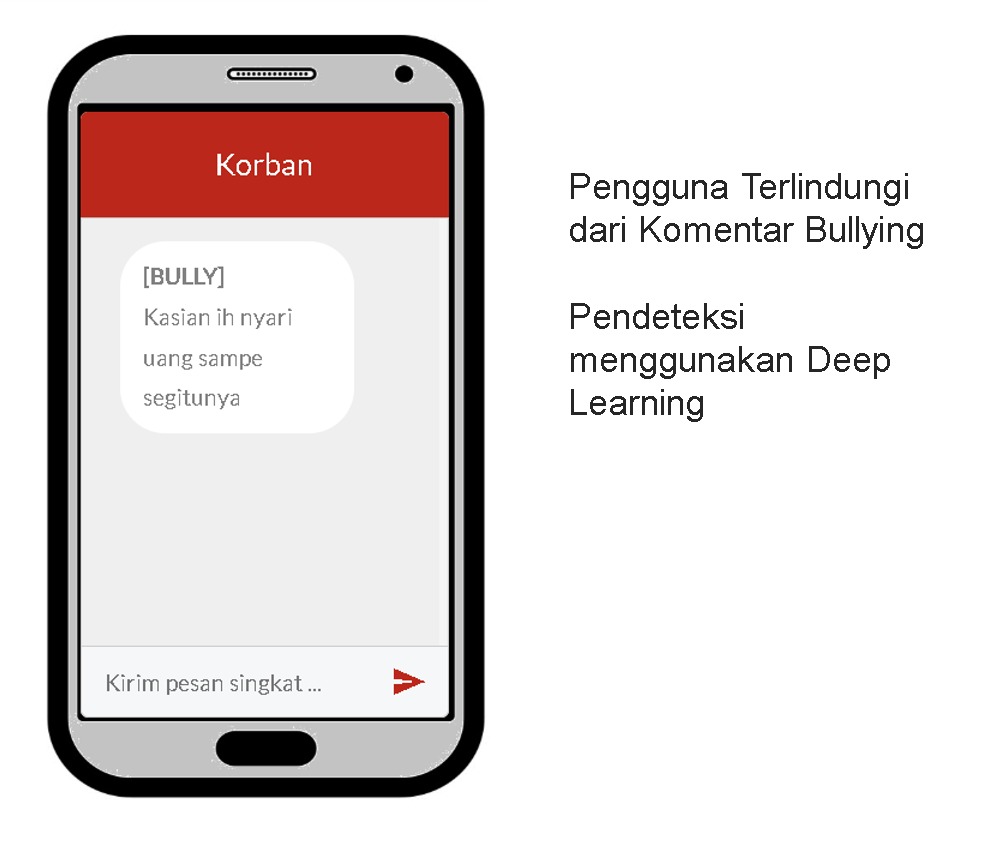 Korban
[BULLY]
Kasian ih nyari
uang sampe
segitunya
Kirim pesan singkat ...
Pengguna Terlindungi
dari Komentar Bullying
Pendeteksi
menggunakan Deep
Learning